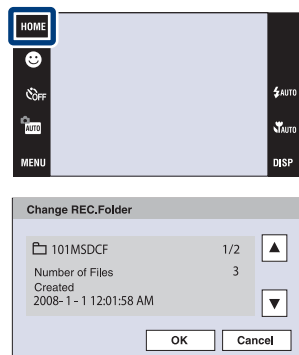 HOME
OFF
AUTO
AUTO
AUTO
MENU
DISP
Change REC.Folder
101MSDCF 1/2
Number of Files 3
Created
2008- 1 - 1 12:01:58 AM
OK Cancel